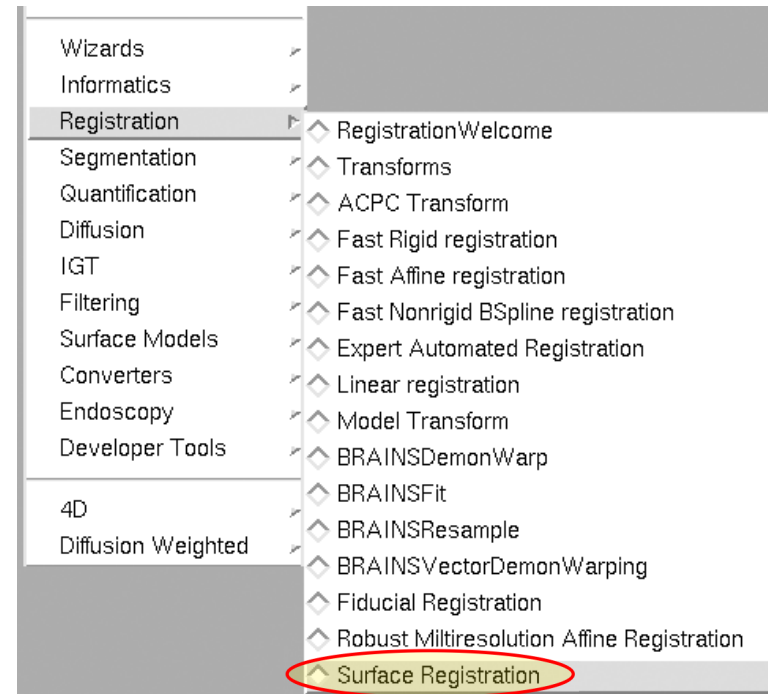 Wizards
Informatics
Registration
Segmentation
Quantification
Diffusion
IGT
Filtering
Surface Models
Converters
Endoscopy
Developer Tools
4D
Diffusion Weighted
RegistrationWelcome
Transforms
ACPC Transform
Fast Rigid registration
Fast Affine registration
Fast Nonrigid BSpline registration
Expert Automated Registration
Linear registration
Model Transform
BRAINSDemonWarp
BRAINSFit
BRAINSResample
BRAINSVectorDemonWarping
Fiducial Registration
Robust Miltiresolution Affine Registration
Surface Registration